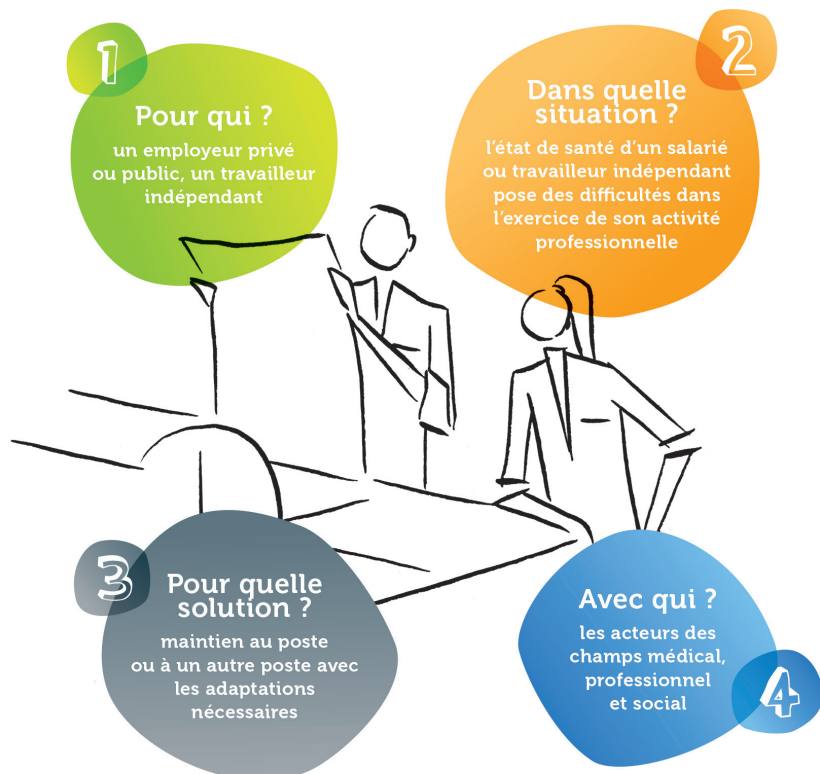 1
Pour qui ?
un employeur privé
ou public, un travailleur
indépendant
2
Dans quelle
situation ?
l'état de santé d'un salarié
ou travailleur indépendant
pose des difficultés dans
l'exercice de son activité
professionnelle
3
Pour quelle
solution ?
maintien au poste
ou à un autre poste avec
les adaptations
nécessaires
Avec qui ?
les acteurs des
champs médical,
professionnel
et social
4